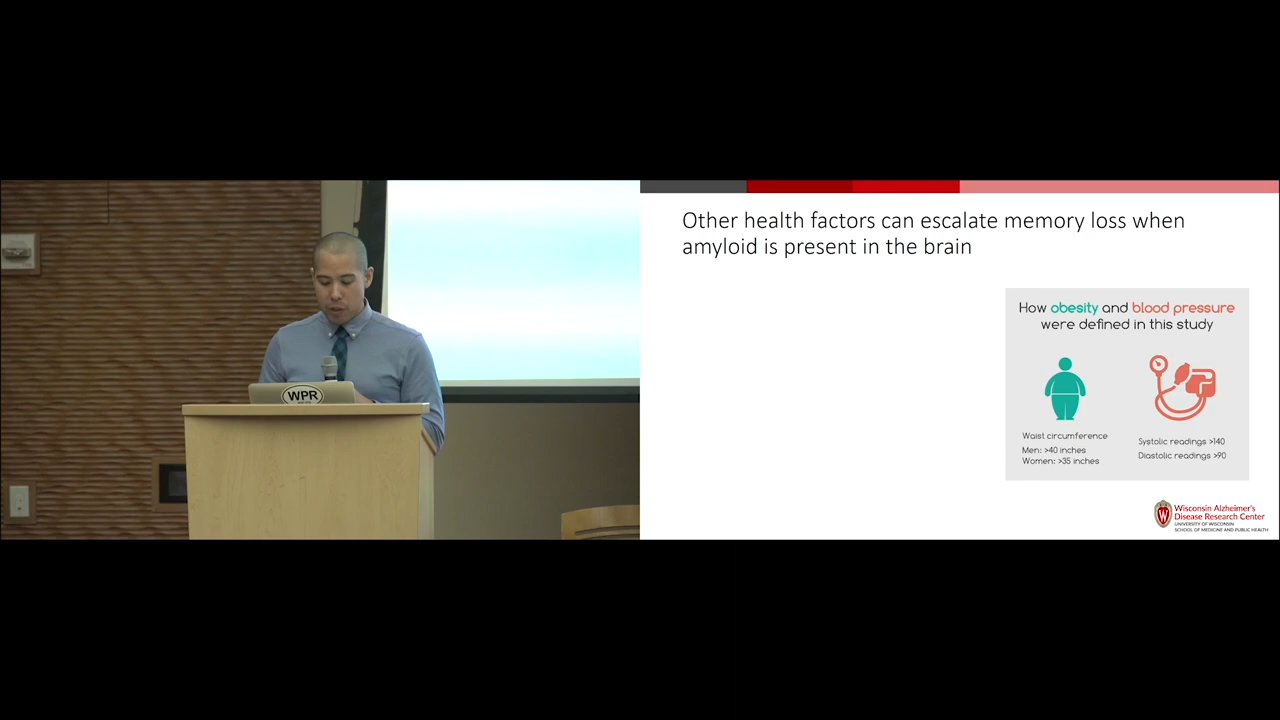 WPR
Other health factors can escalate memory loss when
amyloid is present in the brain
How obesity and blood pressure
were defined in this study
Waist circumference
Men: >40 inches
Women: >35 inches
Systolic readings >140
Diastolic readings >90
W
Wisconsin Alzheimer's
Disease Research Center
UNIVERSITY OF WISCONSIN
SCHOOL OF MEDICINE AND PUBLIC HEALTH